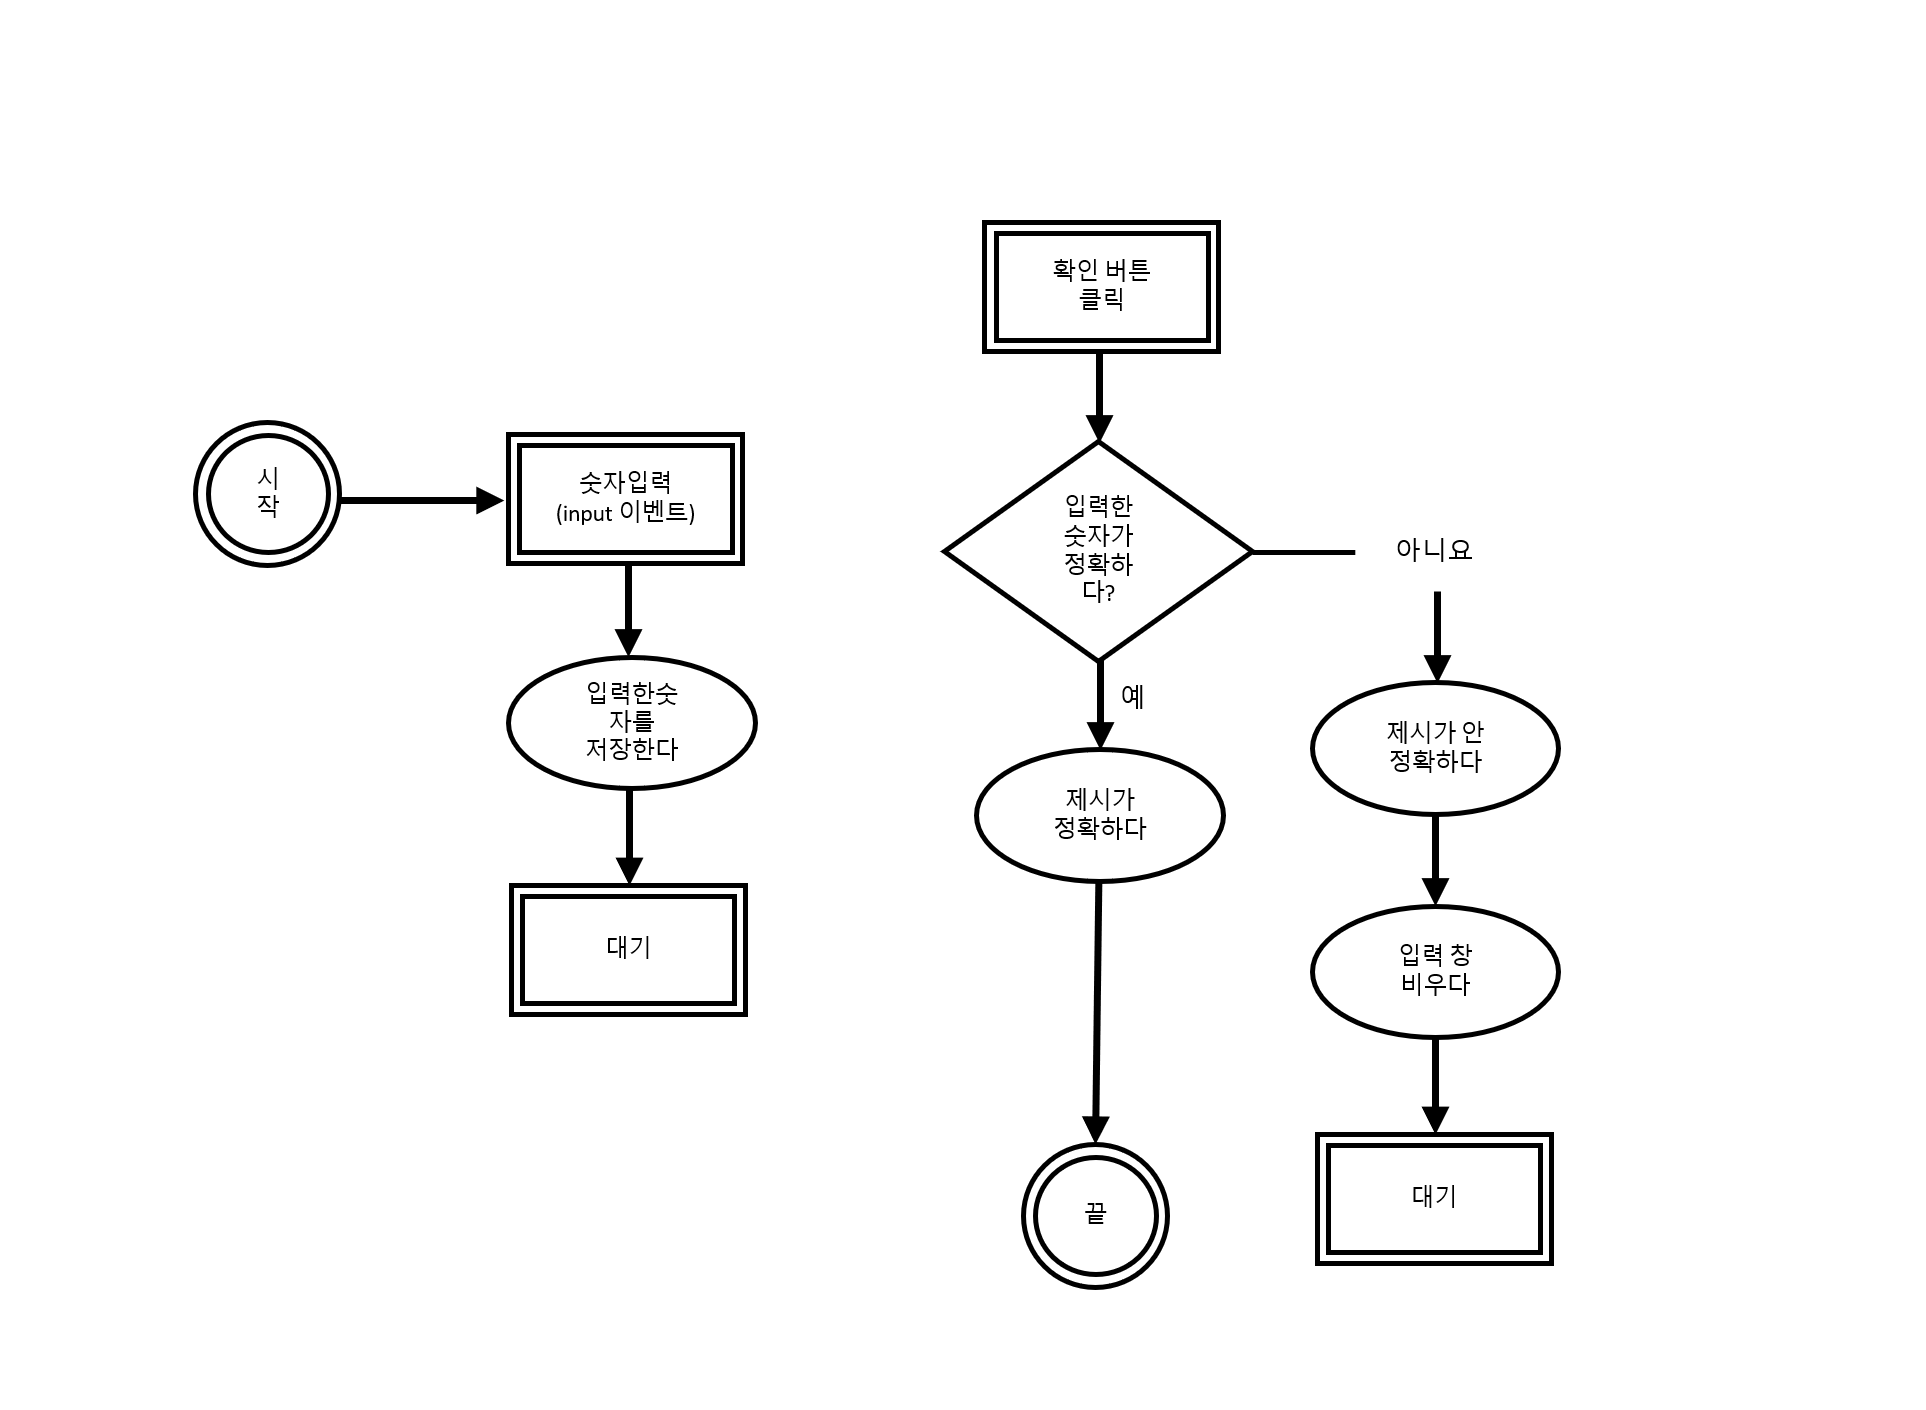 시
작
숫자입력
(input 이벤트)
입력한숫
자를
저장한다
대기
확인 버튼
클릭
입력한
숫자가
정확하
다?
예
아니요
제시가
정확하다
끝
제시가 안
정확하다
입력 창
비우다
대기